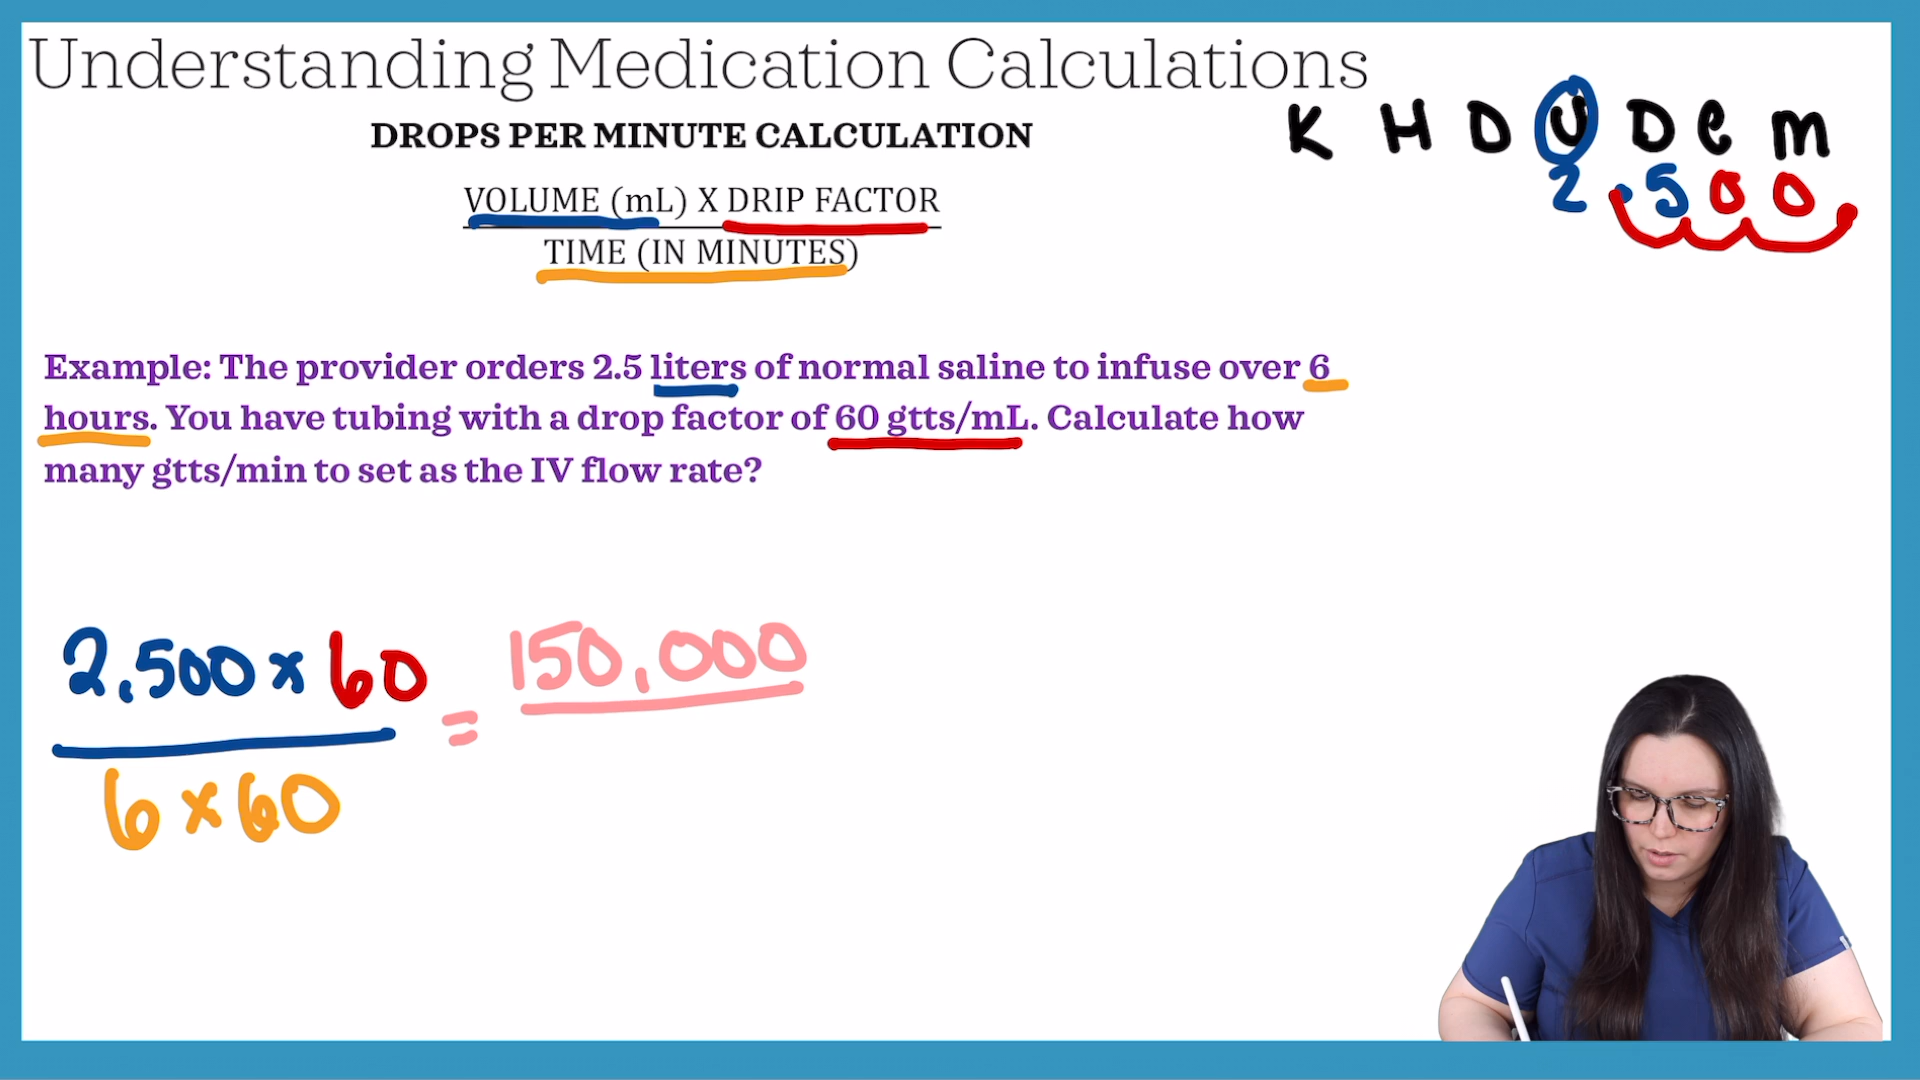 Understanding Medication Calculations
DROPS PER MINUTE CALCULATION
K H D U D e m
2.500
VOLUME (mL) X DRIP FACTOR
TIME (IN MINUTES)
Example: The provider orders 2.5 liters of normal saline to infuse over 6
hours. You have tubing with a drop factor of 60 gtts/mL. Calculate how
many gtts/min to set as the IV flow rate?
2,500 x 60
6 x 60
=
150,000